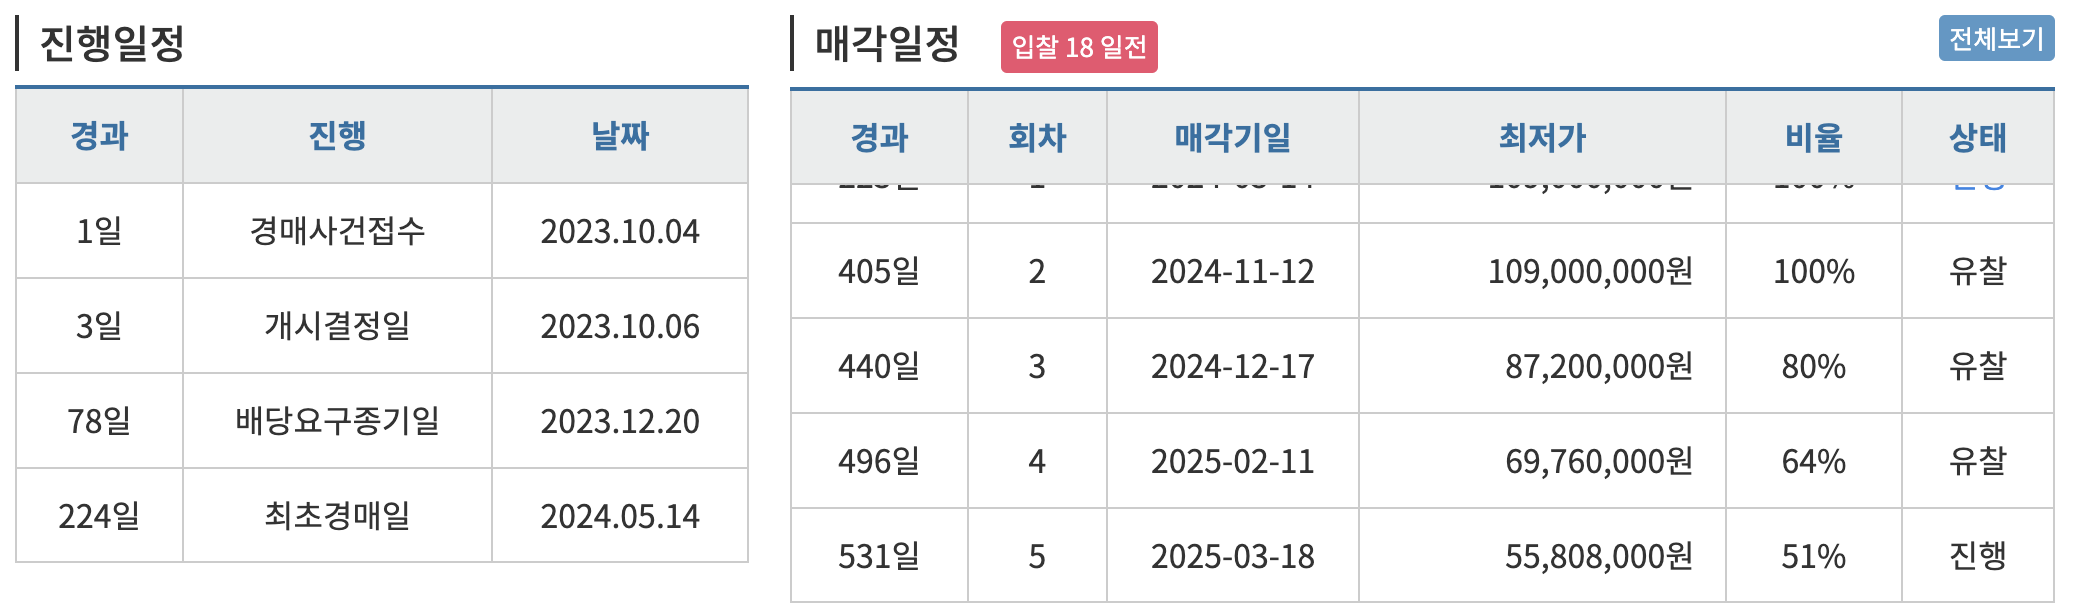 진행일정
경과 진행 날짜
1일 경매사건접수 2023.10.04
3일 개시결정일 2023.10.06
78일 배당요구종기일 2023.12.20
224일 최초경매일 2024.05.14
매각일정 입찰 18 일전 전체보기
경과 회차 매각기일 최저가 비율 상태
405일 2 2024-11-12 109,000,000원 100% 유찰
440일 3 2024-12-17 87,200,000원 80% 유찰
496일 4 2025-02-11 69,760,000원 64% 유찰
531일 5 2025-03-18 55,808,000원 51% 진행